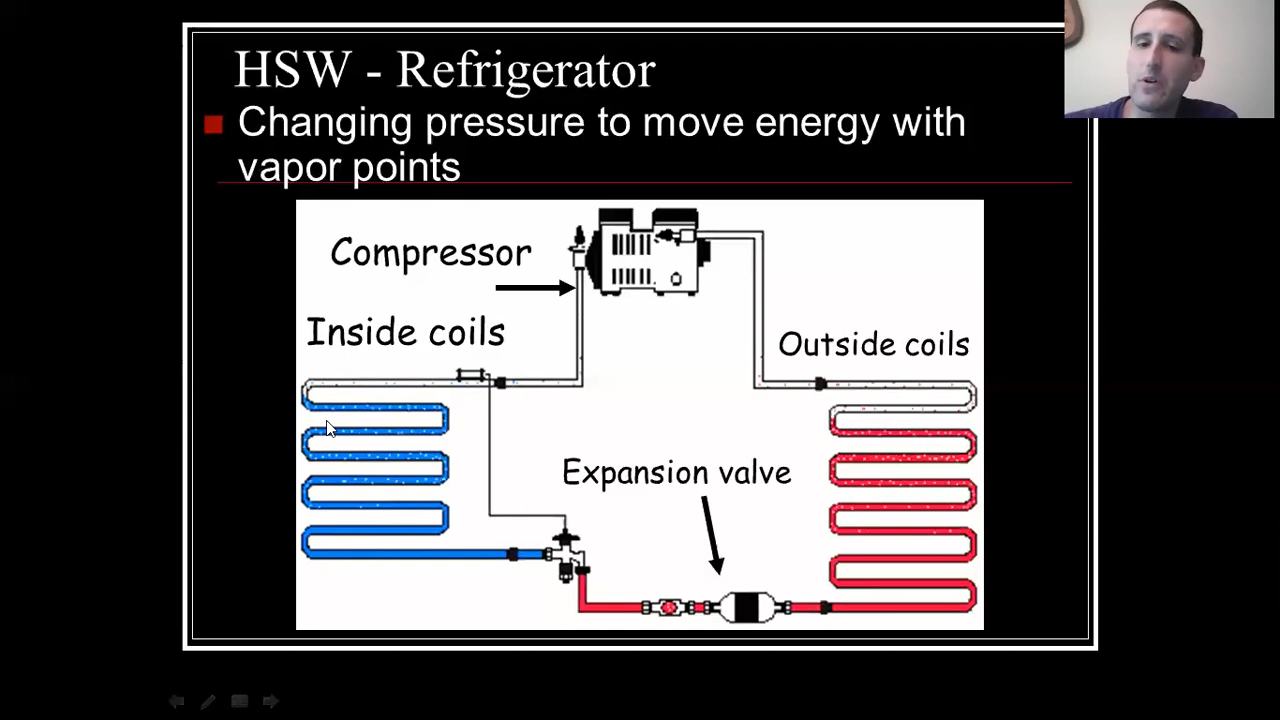 HSW - Refrigerator
Changing pressure to move energy with
vapor points
Compressor
Inside coils
Outside coils
Expansion valve